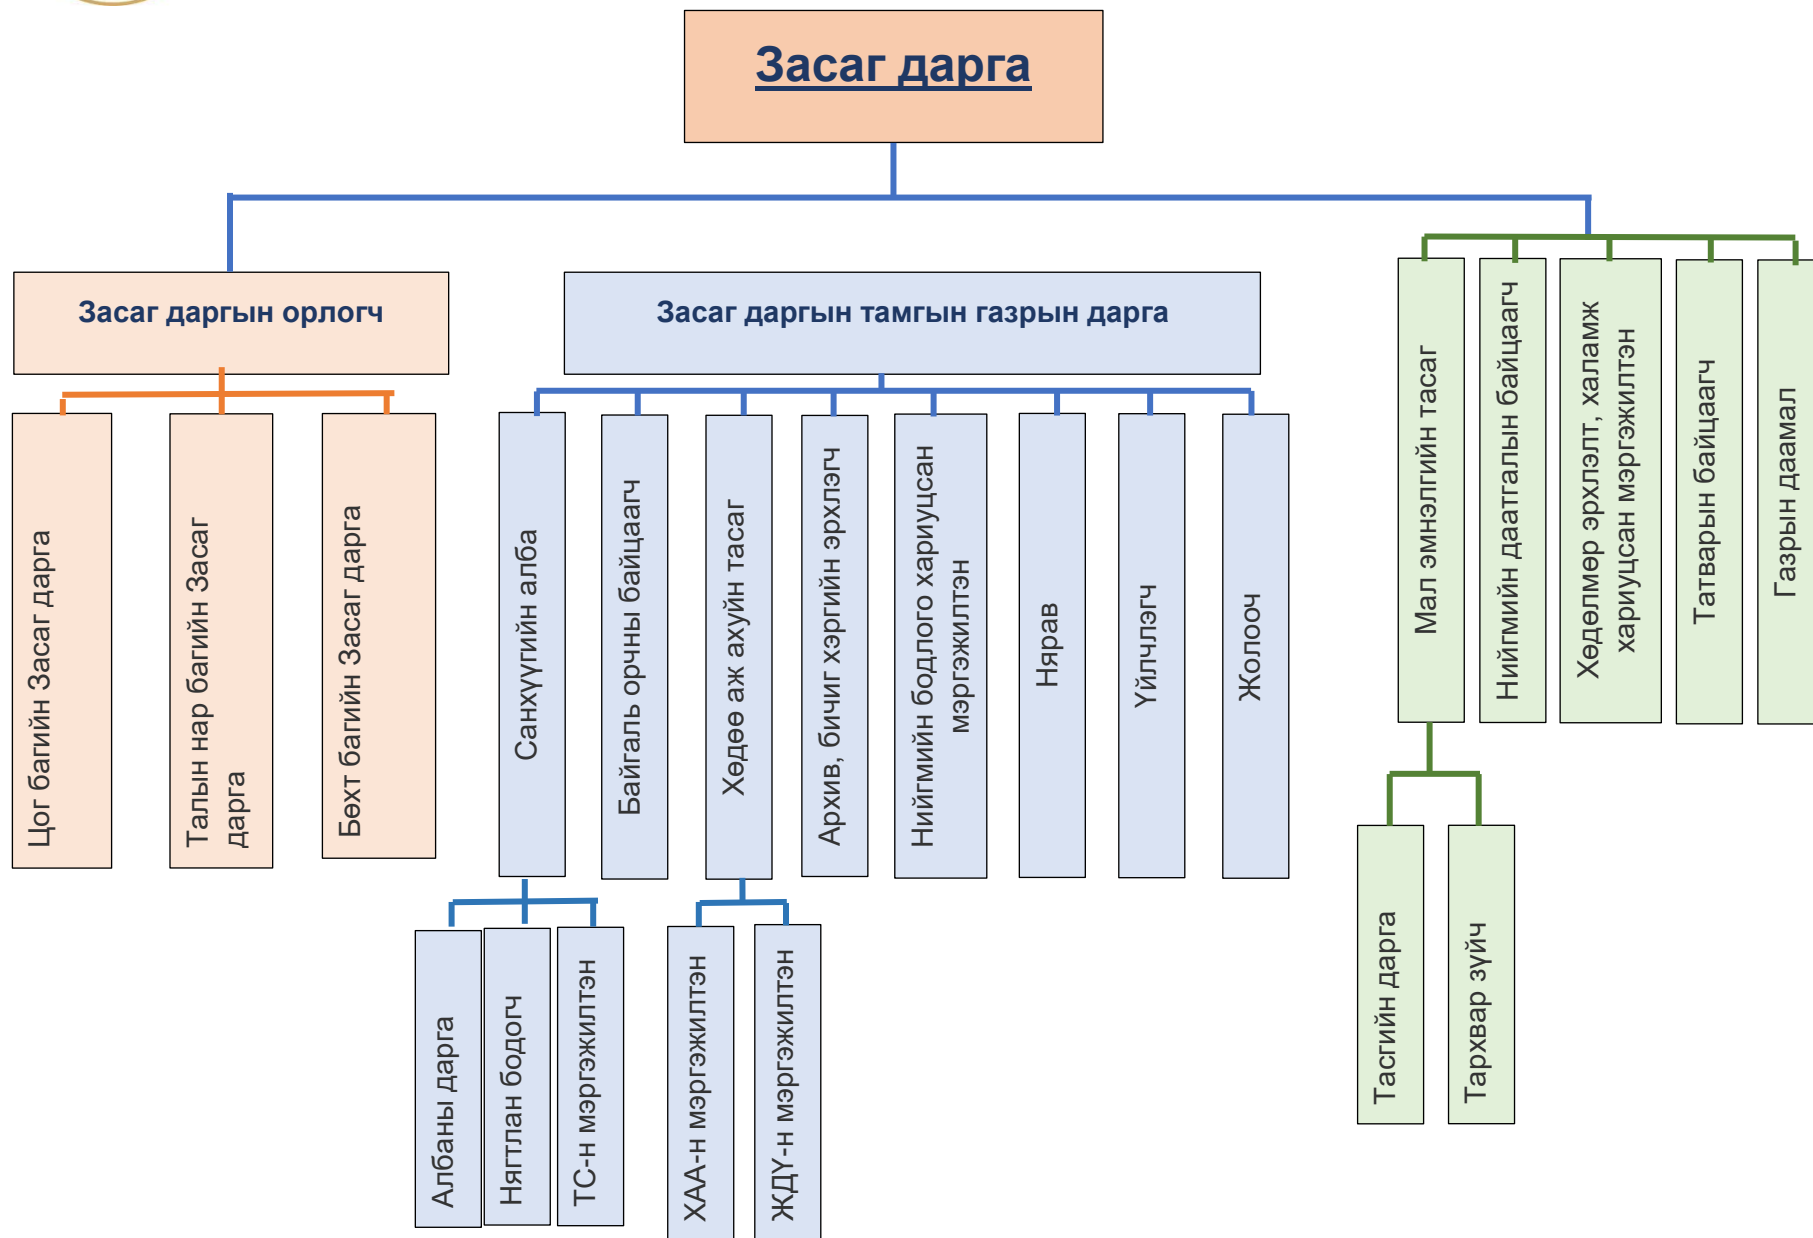 Засаг дарга
Засаг даргын орлогч
Засаг даргын тамгын газрын дарга
Цог багийн Засаг дарга
Талын нар багийн Засаг
дарга
Бөхт багийн Засаг дарга
Санхүүгийн алба
Байгаль орчны байцаагч
Хөдөө аж ахуйн тасаг
Архив, бичиг хэргийн эрхлэгч
Нийгмийн бодлого хариуцсан
мэргэжилтэн
Нярав
Үйлчлэгч
Жолооч
Мал эмнэлгийн тасаг
Нийгмийн даатгалын байцаагч
Хөдөлмөр эрхлэлт, халамж
хариуцсан мэргэжилтэн
Татварын байцаагч
Газрын даамал
Албаны дарга
Нягтлан бодогч
ТС-н мэргэжилтэн
ХАА-н мэргэжилтэн
ЖДҮ-н мэргэжилтэн
Тасгийн дарга
Тархвар зүйч